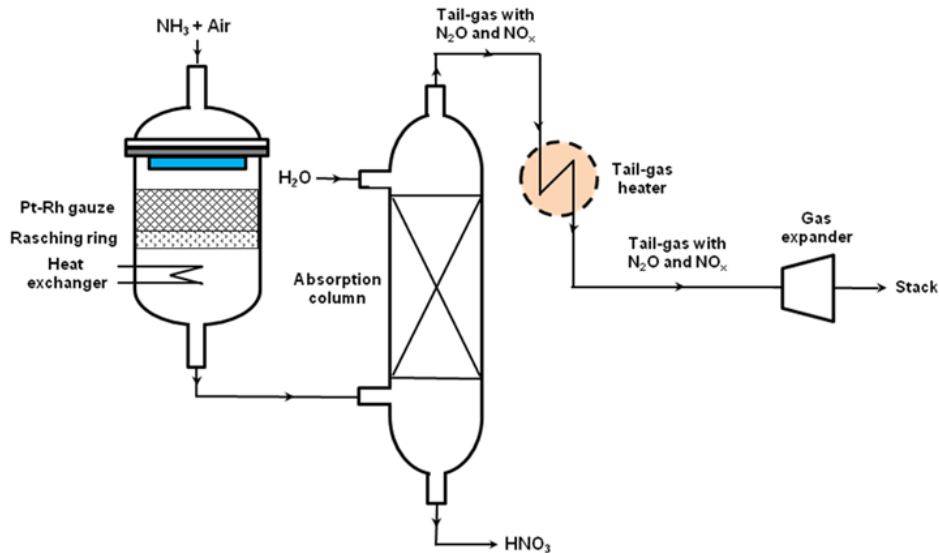 NH₃ + Air
Pt-Rh gauze
Rasching ring
Heat
exchanger
H₂O
Absorption
column
HNO₃
Tail-gas with
N₂O and NOₓ
Tail-gas
heater
Tail-gas with
N₂O and NOₓ
Gas
expander
Stack